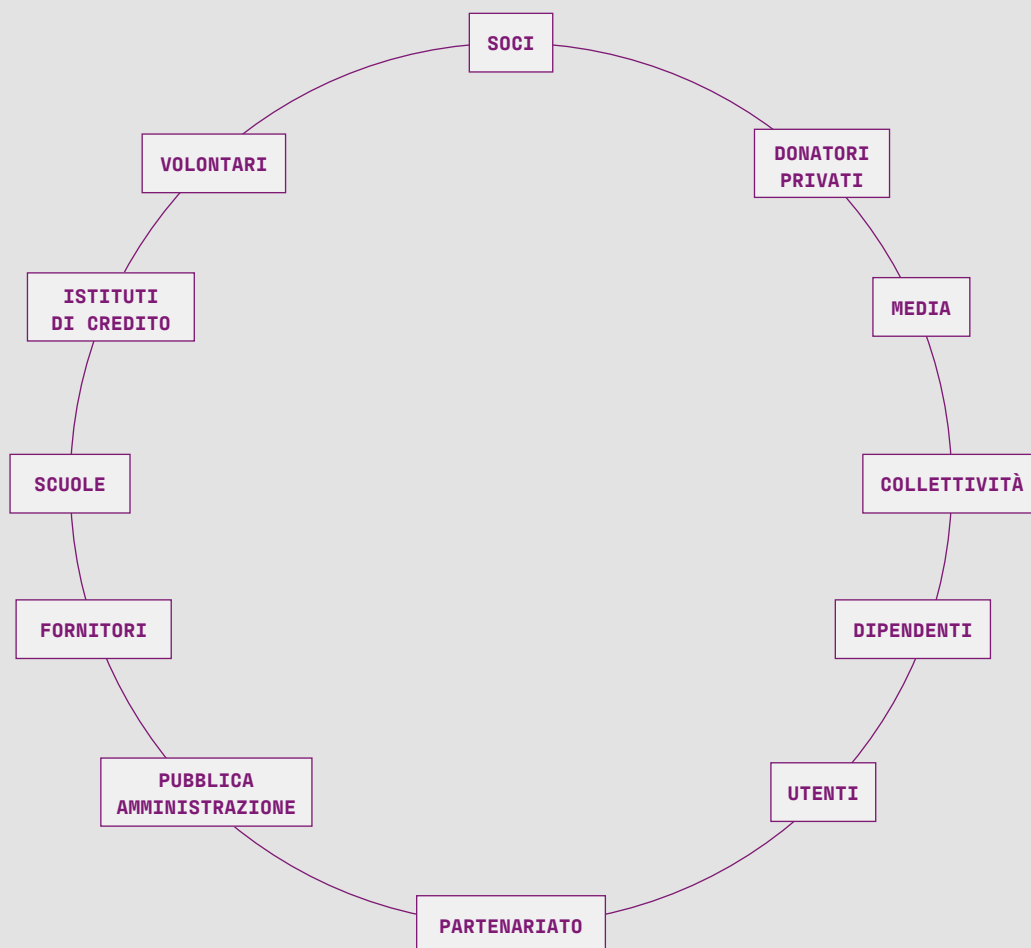 SOCI
DONATORI
PRIVATI
VOLONTARI
ISTITUTI
DI CREDITO
MEDIA
SCUOLE
COLLETTIVITÀ
FORNITORI
DIPENDENTI
PUBBLICA
AMMINISTRAZIONE
UTENTI
PARTENARIATO